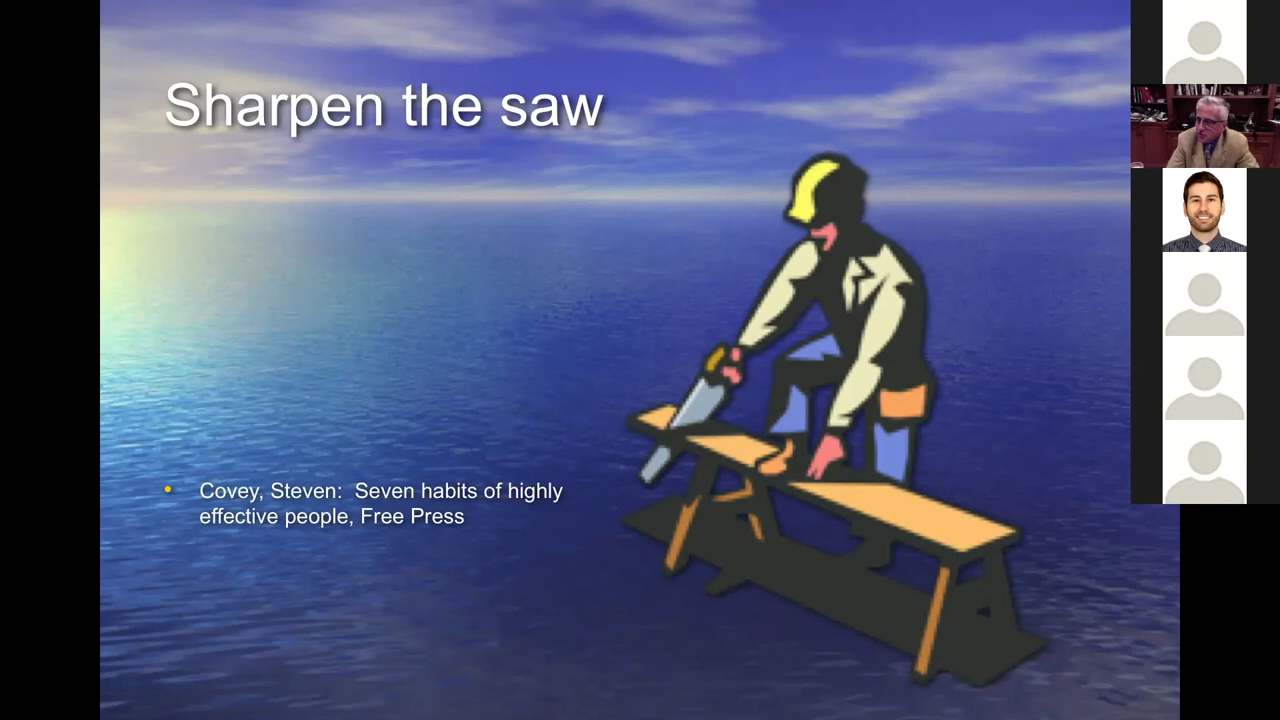 Sharpen the saw
Covey, Steven: Seven habits of highly
effective people, Free Press